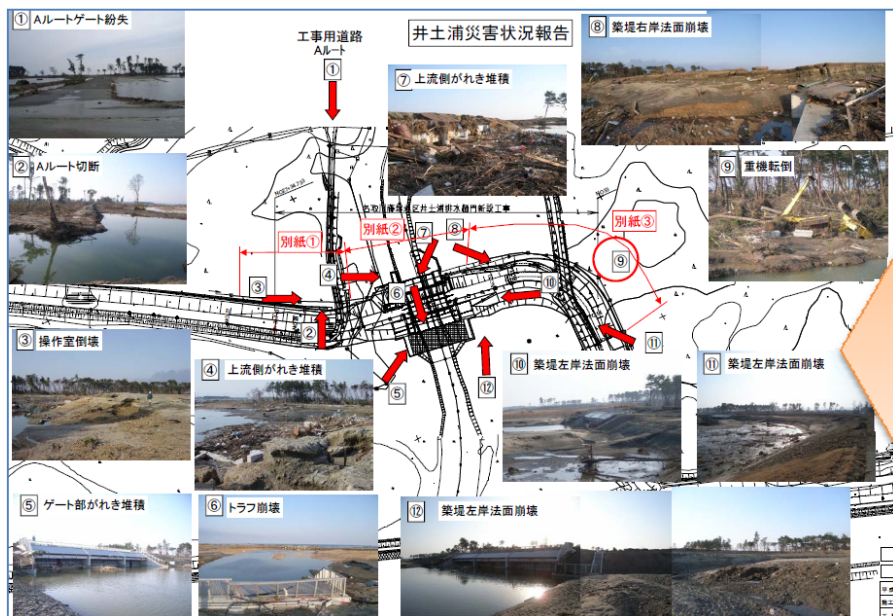 ① Aルートゲート紛失
工事用道路
Aルート
①
井土浦災害状況報告
⑧ 築堤右岸法面崩壊
⑦ 上流側がれき堆積
② Aルート切断
⑨ 重機転倒
別紙①
別紙②
別紙③
⑦
⑧
⑨
③
④
⑥
⑩
②
⑤
⑫
⑪
③ 操作室倒壊
④ 上流側がれき堆積
⑩ 築堤左岸法面崩壊
⑪ 築堤左岸法面崩壊
⑤ ゲート部がれき堆積
⑥ トラフ崩壊
⑫ 築堤左岸法面崩壊